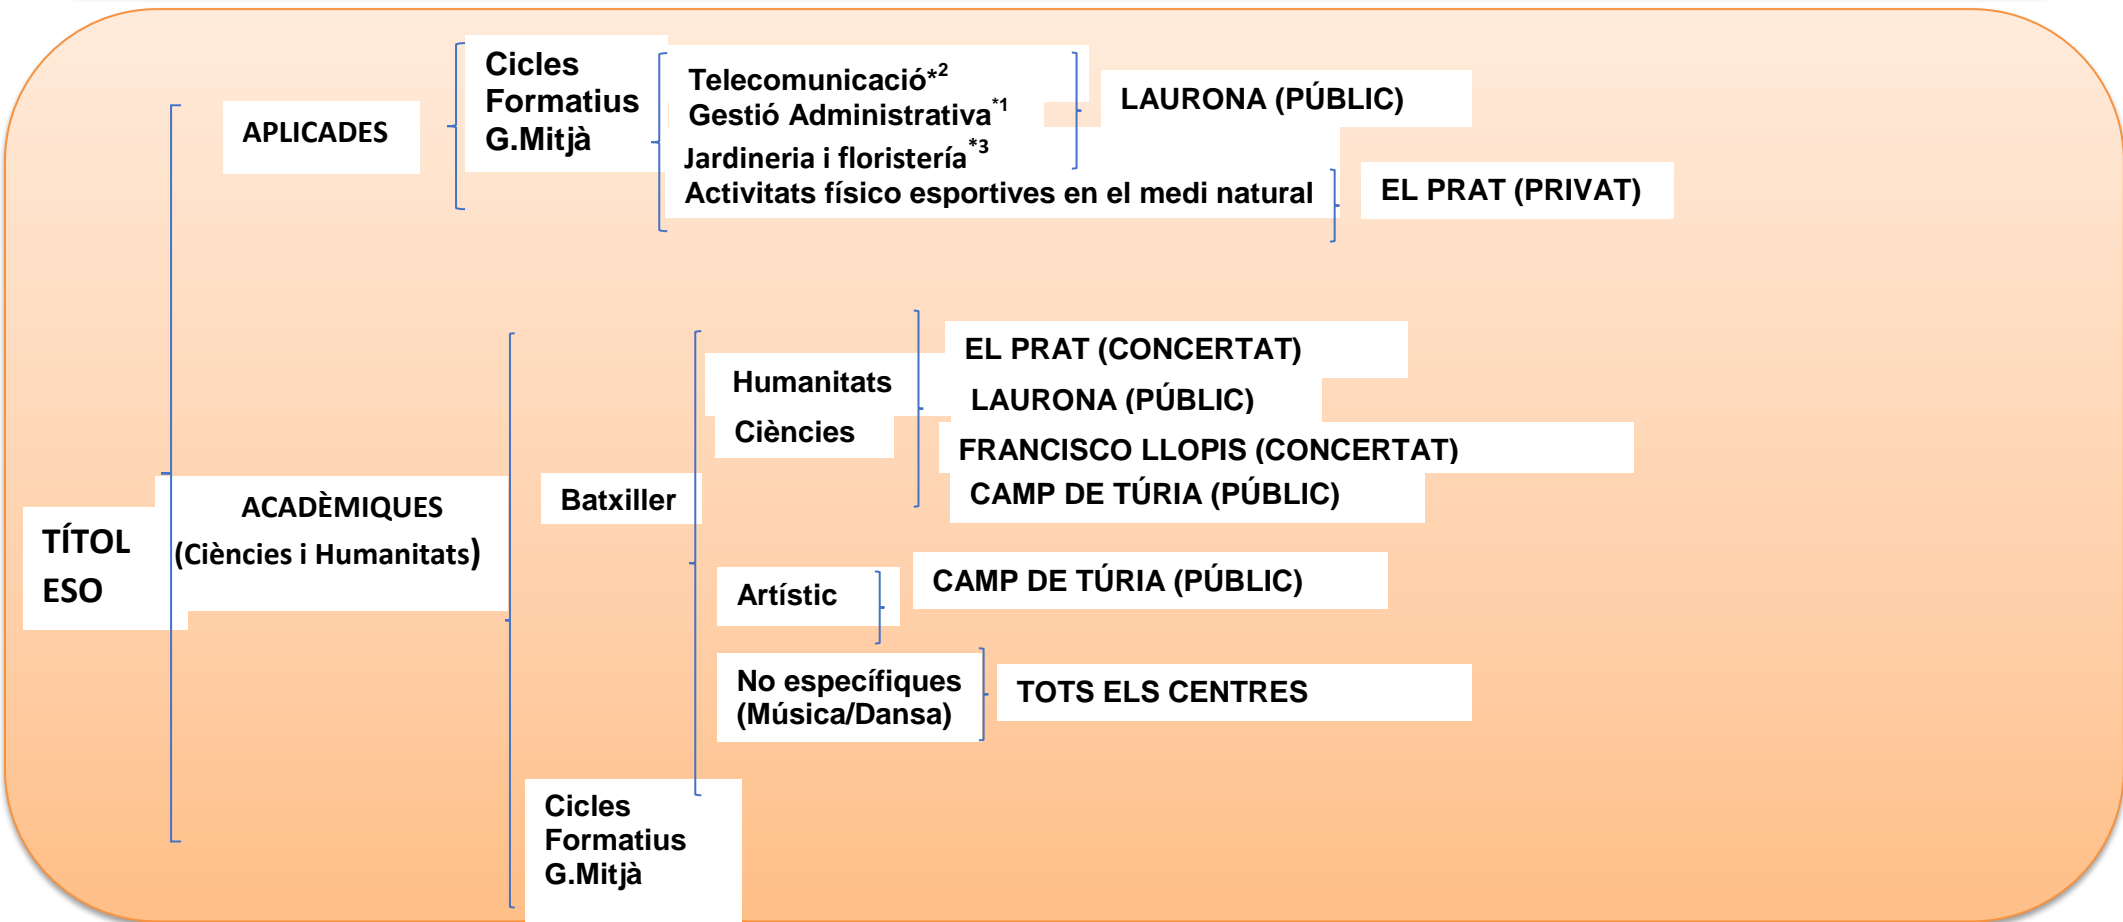 APLICADES
Cicles
Formatius
G.Mitjà
Telecomunicació*2
Gestió Administrativa*1
Jardineria i floristería*3
Activitats físico esportives en el medi natural
LAURONA (PÚBLIC)
EL PRAT (PRIVAT)
TÍTOL
ESO
ACADÈMIQUES
(Ciències i Humanitats)
Batxiller
Humanitats
Ciències
EL PRAT (CONCERTAT)
LAURONA (PÚBLIC)
FRANCISCO LLOPIS (CONCERTAT)
CAMP DE TÚRIA (PÚBLIC)
Artístic
CAMP DE TÚRIA (PÚBLIC)
No específiques
(Música/Dansa)
TOTS ELS CENTRES
Cicles
Formatius
G.Mitjà